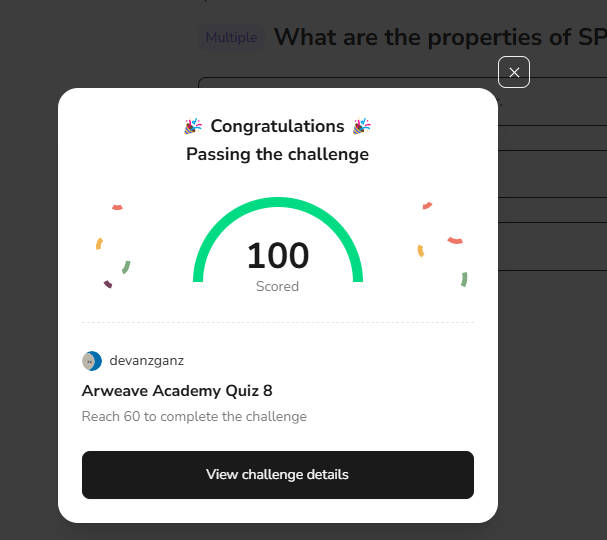 Multiple What are the properties of SP
Congratulations
Passing the challenge
100
Scored
devanzganz
Arweave Academy Quiz 8
Reach 60 to complete the challenge
View challenge details